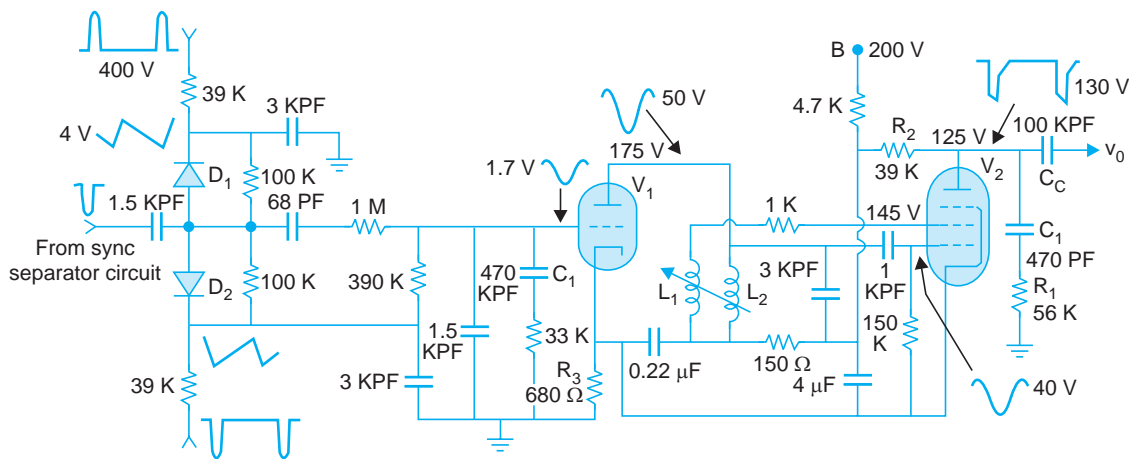 400 V
39 K
3 KPF
4 V
D1
100 K
1.5 KPF
68 PF
1 M
From sync
separator circuit
D2
100 K
39 K
390 K
3 KPF
1.5
KPF
470
KPF
C1
33 K
R3
680 Ω
1.7 V
V1
175 V
50 V
B
200 V
4.7 K
R2
39 K
125 V
V2
130 V
100 KPF
CC
v0
1 K
145 V
L1
L2
3 KPF
1
KPF
C1
470 PF
R1
56 K
150
K
0.22 μF
150 Ω
4 μF
40 V